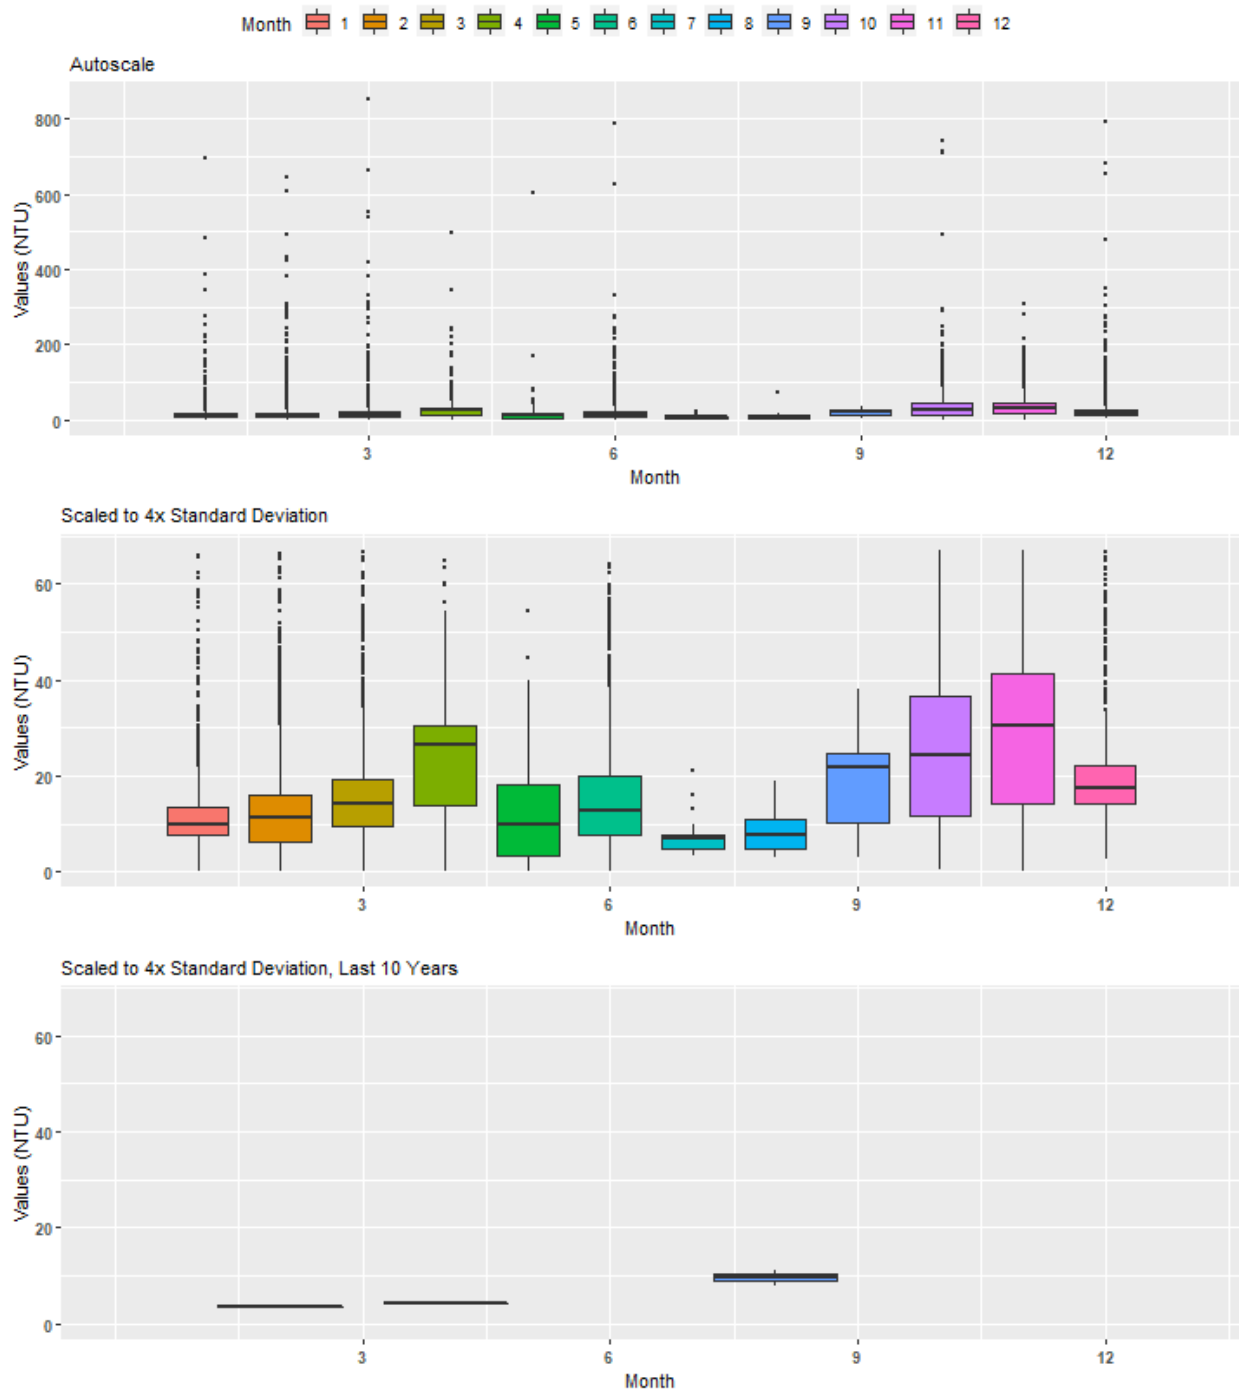 Month 1 2 3 4 5 6 7 8 9 10 11 12
Autoscale
Values (NTU)
800
600
400
200
0
3 6 9 12
Month
Scaled to 4x Standard Deviation
Values (NTU)
60
40
20
0
3 6 9 12
Month
Scaled to 4x Standard Deviation, Last 10 Years
Values (NTU)
60
40
20
0
3 6 9 12
Month